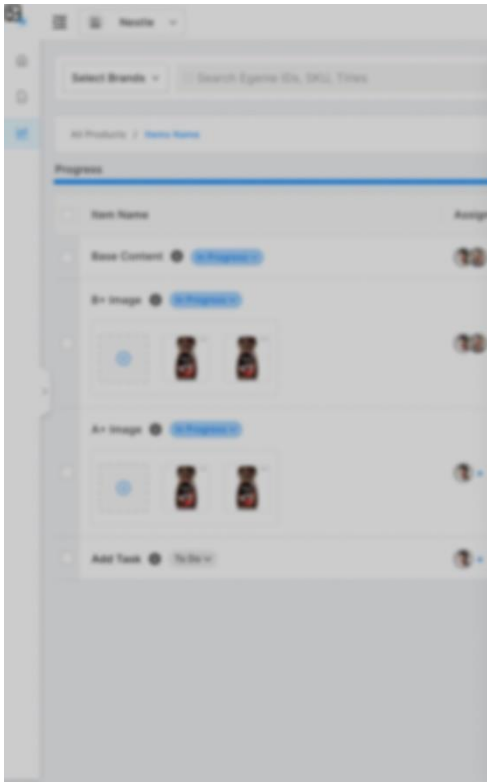 Nestle
Select Brands
Search Egenie IDs, SKU, Titles
All Products / Items Name
Progress
Item Name
Base Content In Progress
B+ Image In Progress
A+ Image In Progress
Add Task To Do